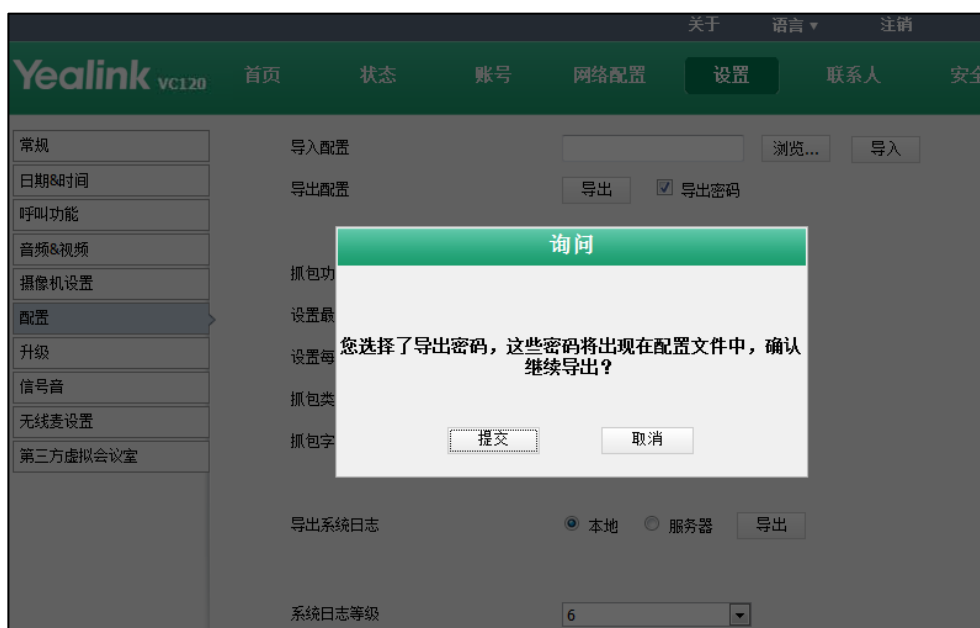 关于 语言 注销
Yealink VC120 首页 状态 账号 网络配置 设置 联系人 安全
常规
日期&时间
呼叫功能
音频&视频
摄像机设置
配置
升级
信号音
无线麦设置
第三方虚拟会议室
导入配置 浏览... 导入
导出配置 导出 导出密码
抓包功
设置最
设置每
抓包类
抓包字
询问
您选择了导出密码，这些密码将出现在配置文件中，确认
继续导出？
提交 取消
导出系统日志 本地 服务器 导出
系统日志等级 6